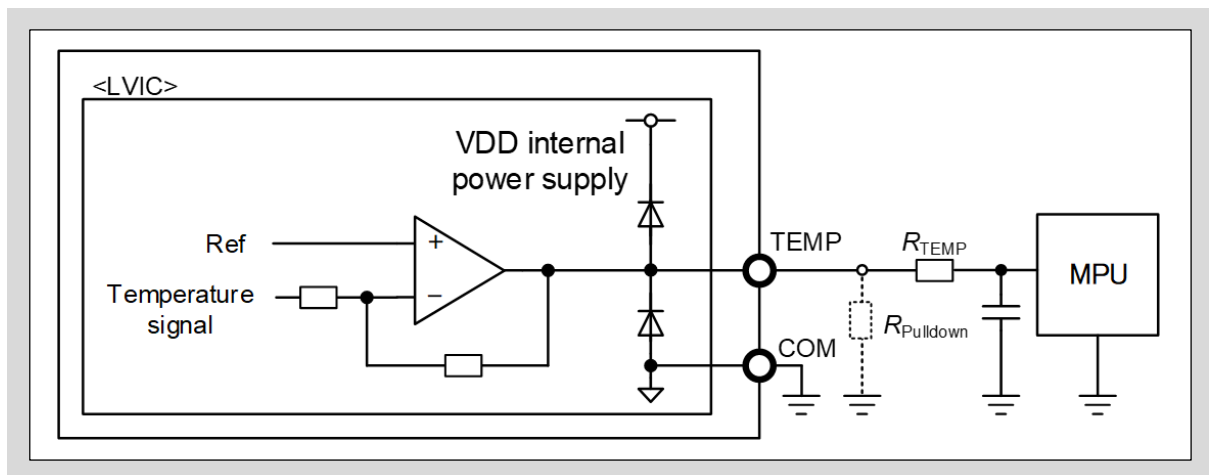 <LVIC>
VDD internal
power supply
Ref
+
Temperature
signal
−
TEMP
COM
RTEMP
RPulldown
MPU